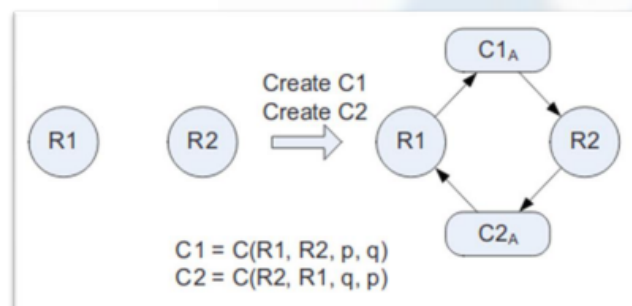 C1A
Create C1
Create C2
R1
R2
R1
R2
C2A
C1 = C(R1, R2, p, q)
C2 = C(R2, R1, q, p)